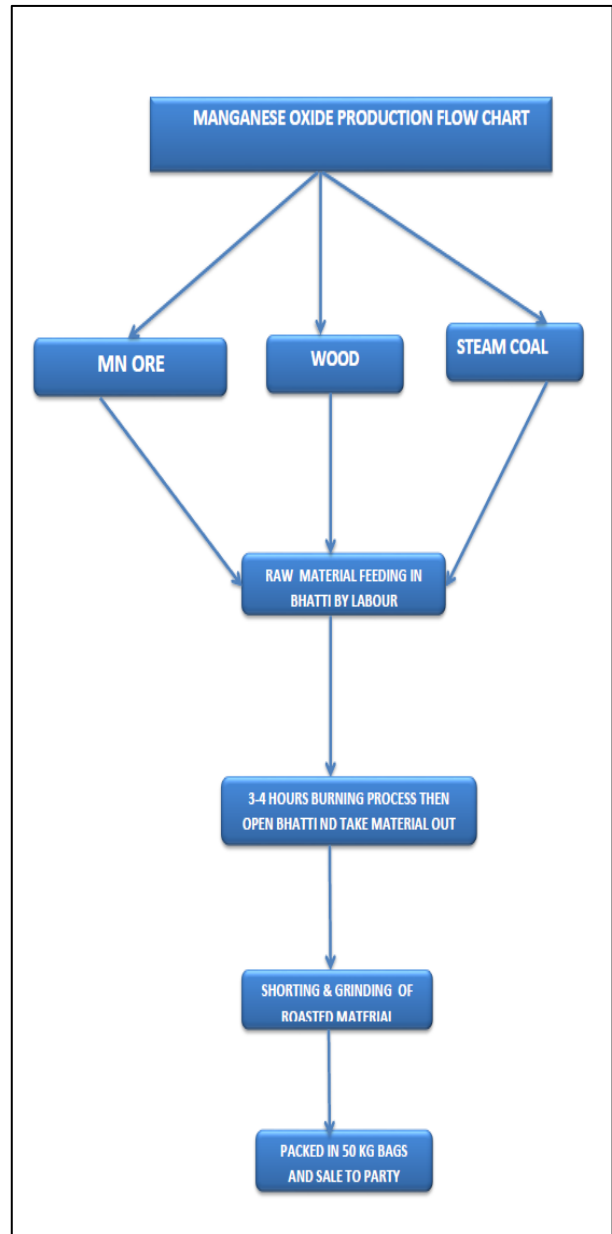 MANGANESE OXIDE PRODUCTION FLOW CHART
MN ORE
WOOD
STEAM COAL
RAW MATERIAL FEEDING IN
BHATTI BY LABOUR
3-4 HOURS BURNING PROCESS THEN
OPEN BHATTI ND TAKE MATERIAL OUT
SHORTING & GRINDING OF
ROASTED MATERIAL
PACKED IN 50 KG BAGS
AND SALE TO PARTY